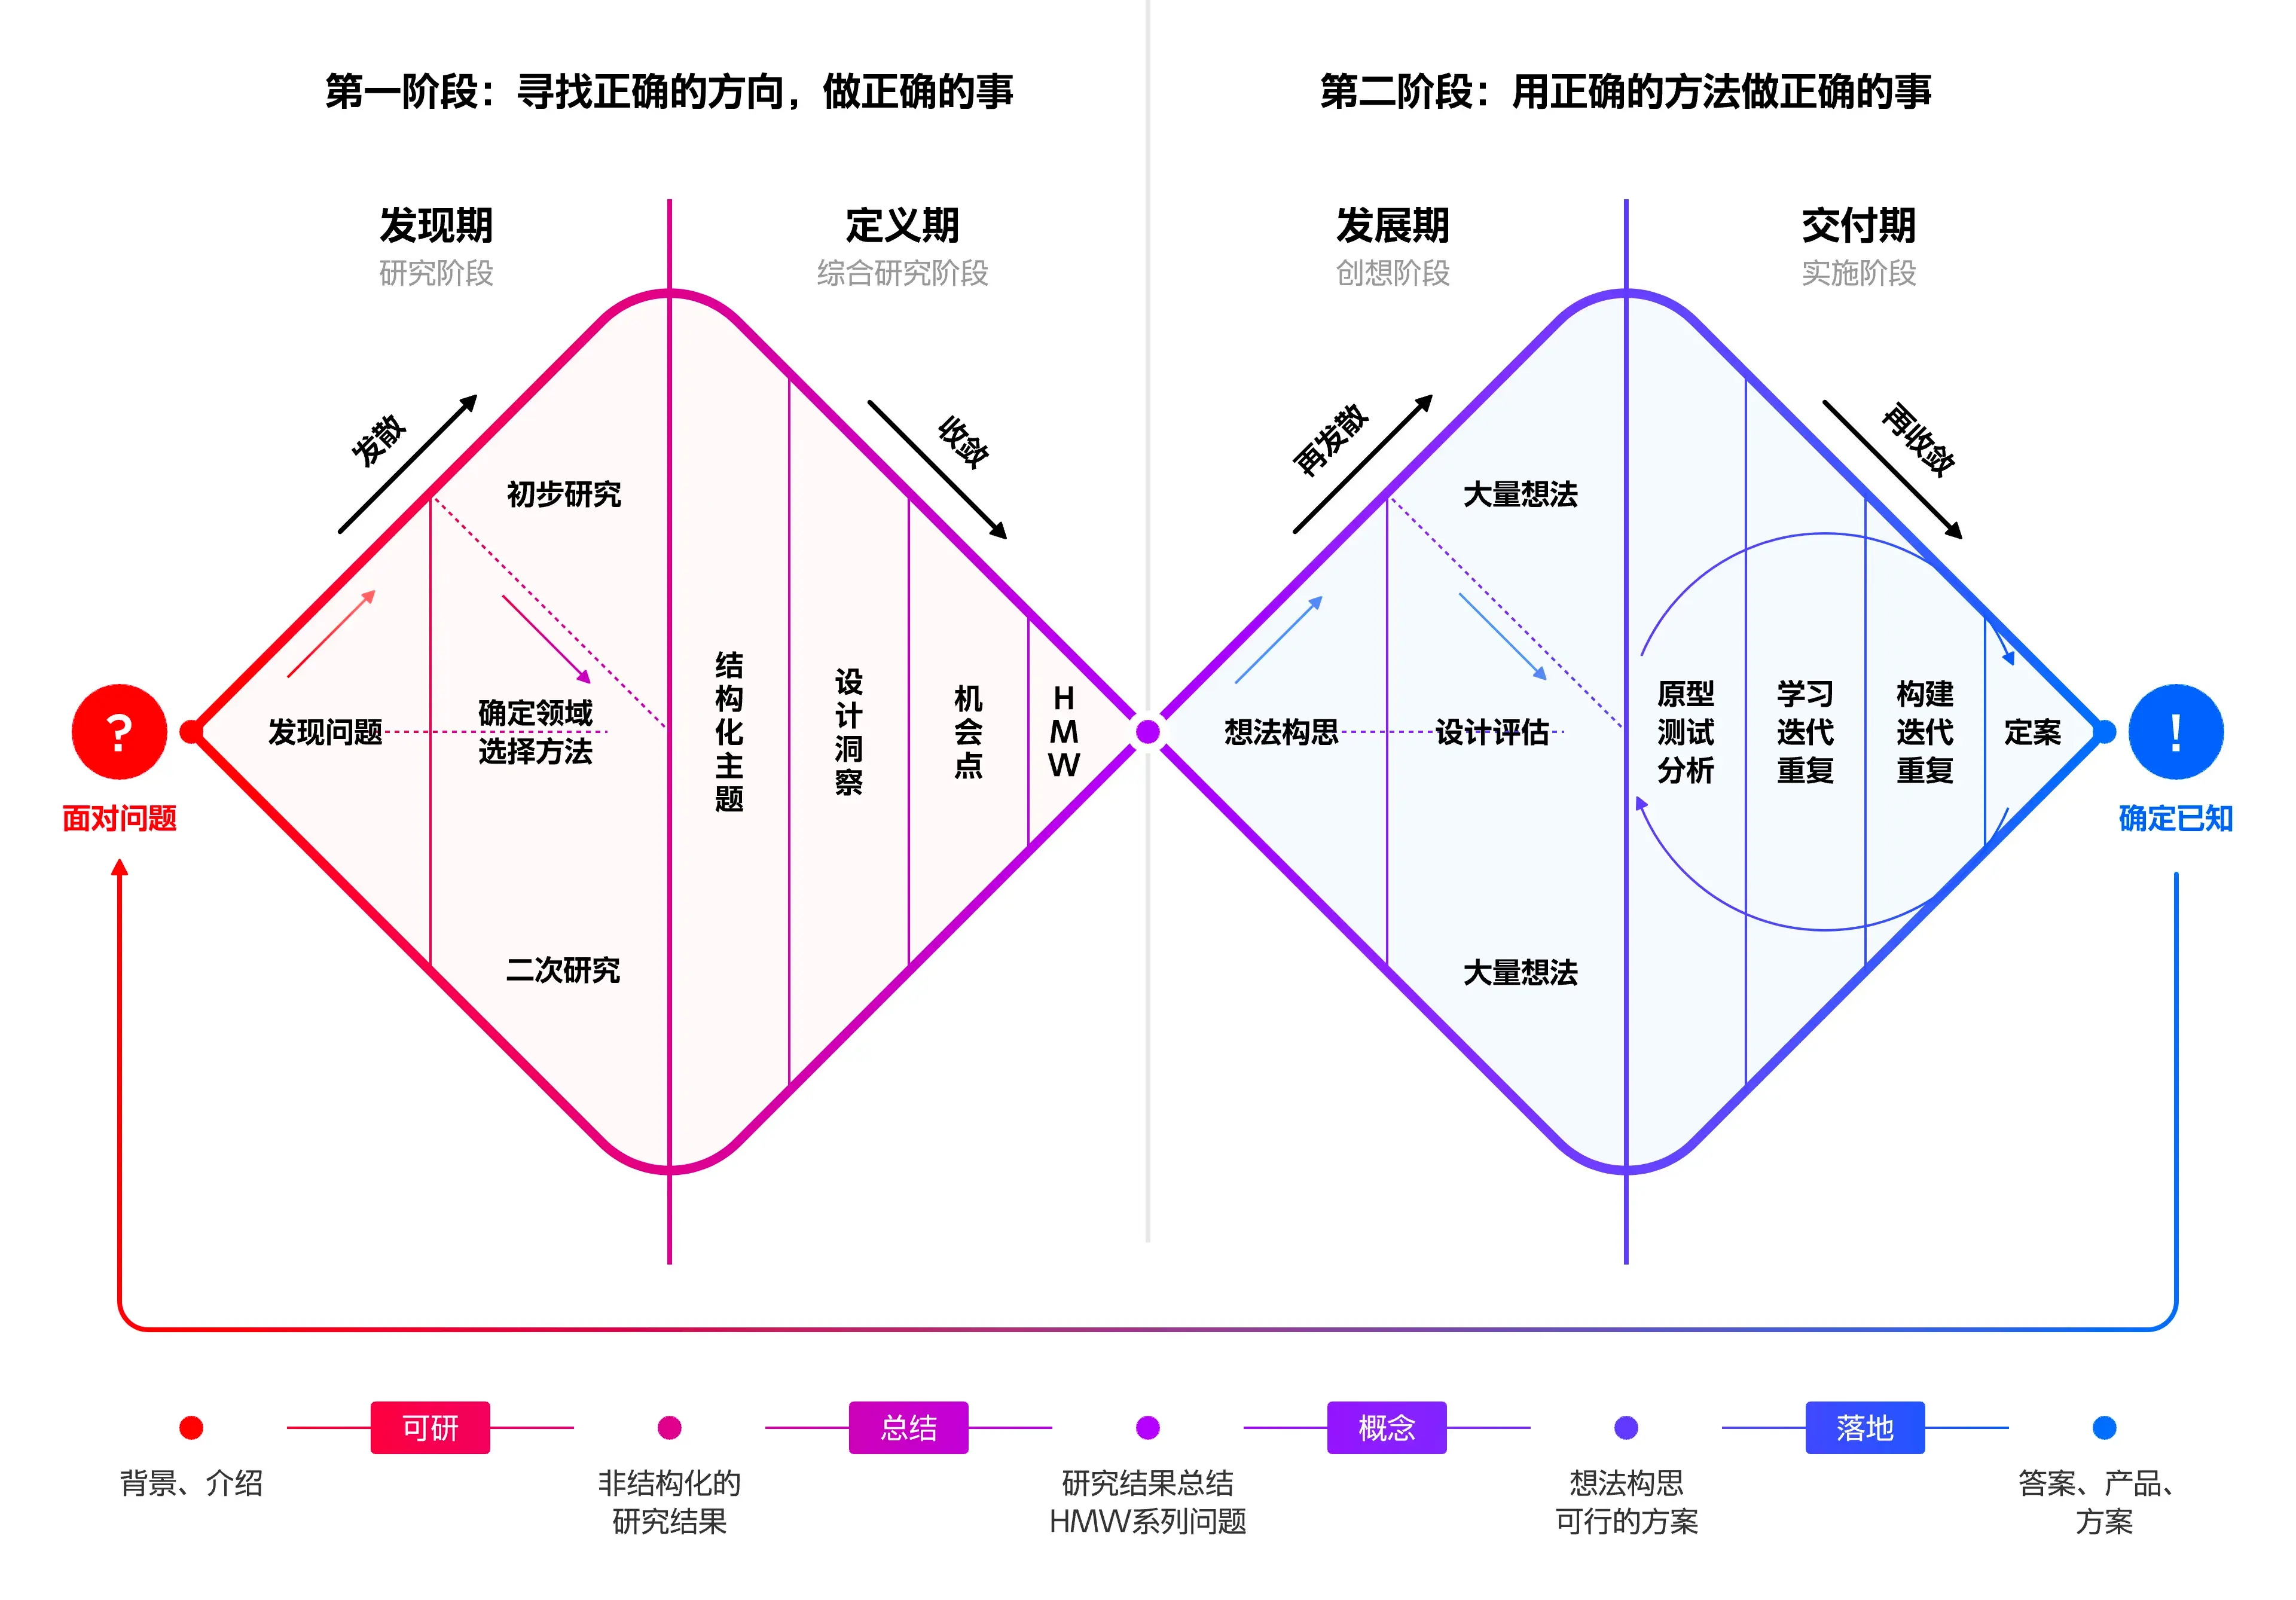 第一阶段：寻找正确的方向，做正确的事
第二阶段：用正确的方法做正确的事
发现期
研究阶段
定义期
综合研究阶段
发展期
创想阶段
交付期
实施阶段
发散
收敛
再发散
再收敛
初步研究
大量想法
?
面对问题
发现问题
确定领域
选择方法
二次研究
结构化主题
设计洞察
机会点
HMW
想法构思
设计评估
大量想法
原型
测试
分析
学习
迭代
重复
构建
迭代
重复
定案
!
确定已知
可研
总结
概念
落地
背景、介绍
非结构化的
研究结果
研究结果总结
HMW系列问题
想法构思
可行的方案
答案、产品、
方案